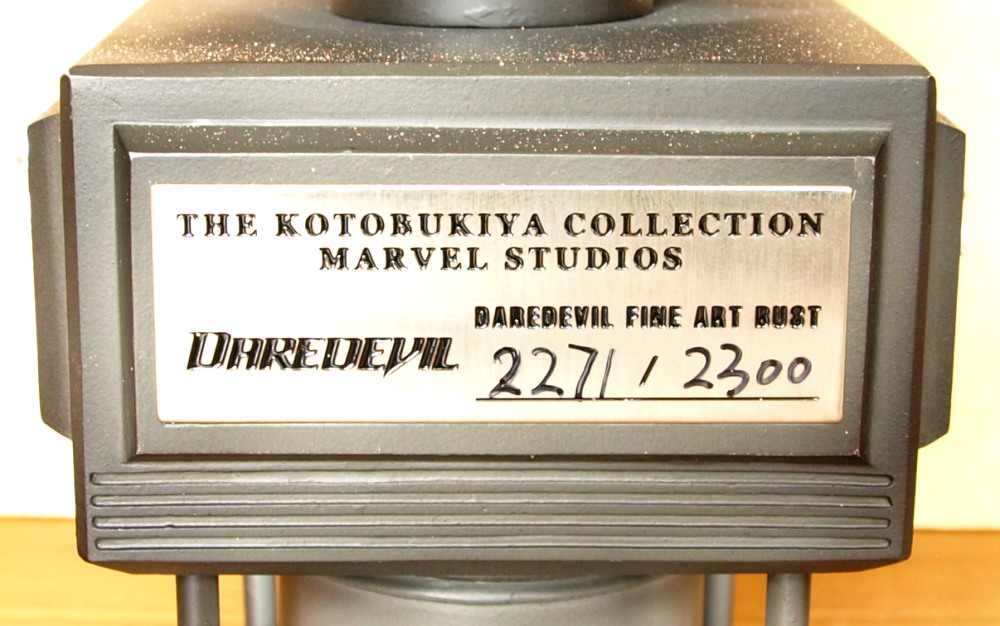 THE KOTOBUKIYA COLLECTION
MARVEL STUDIOS
DAREDEVIL FINE ART BUST
DAREDEVIL
2271 / 2300